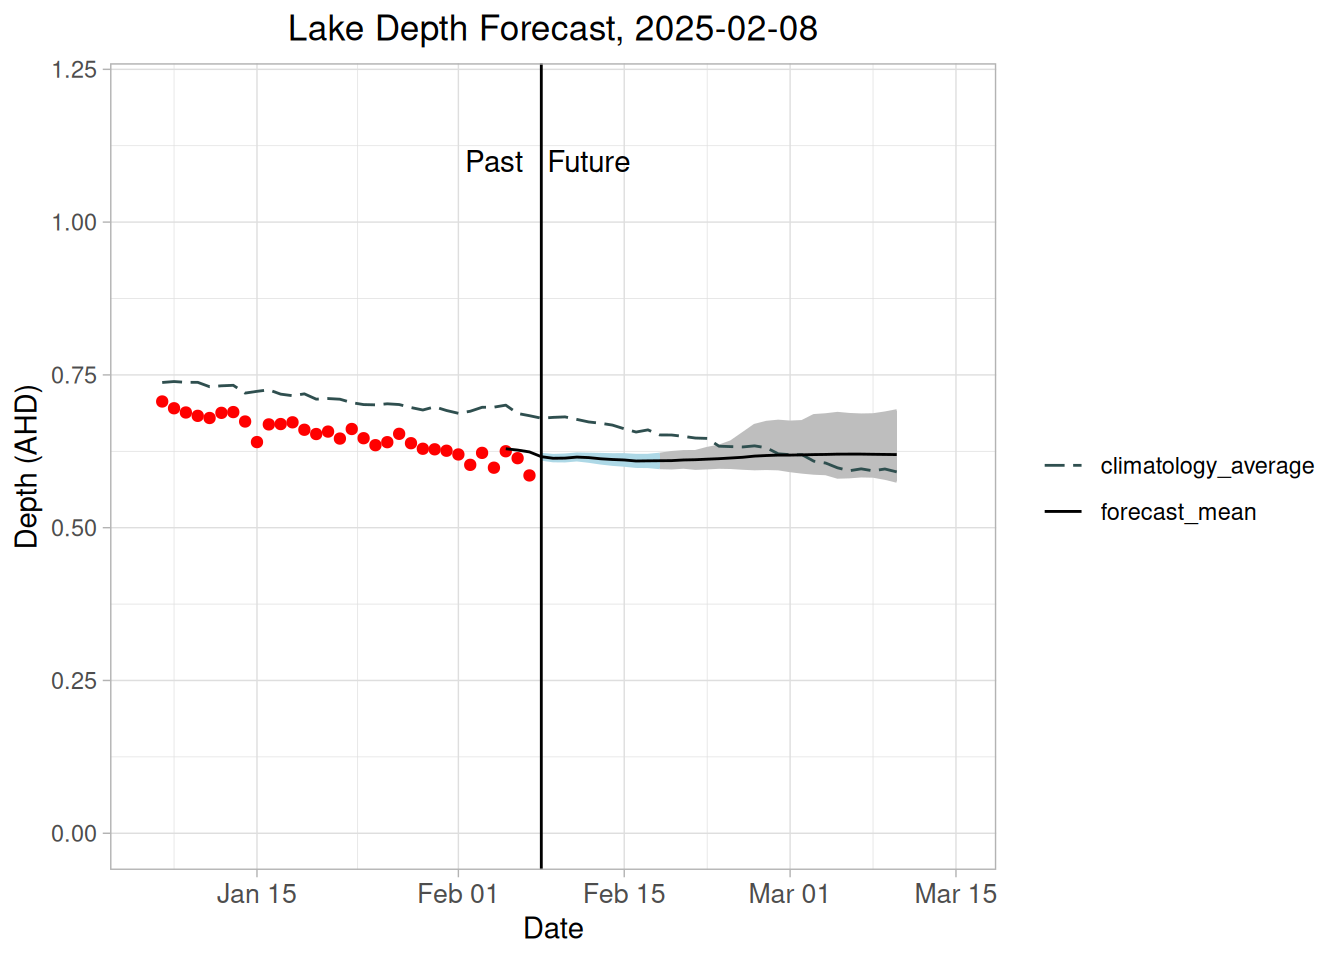 Lake Depth Forecast, 2025-02-08
1.25
1.00
0.75
0.50
0.25
0.00
Depth (AHD)
Past
Future
Jan 15
Feb 01
Feb 15
Mar 01
Mar 15
Date
climatology_average
forecast_mean